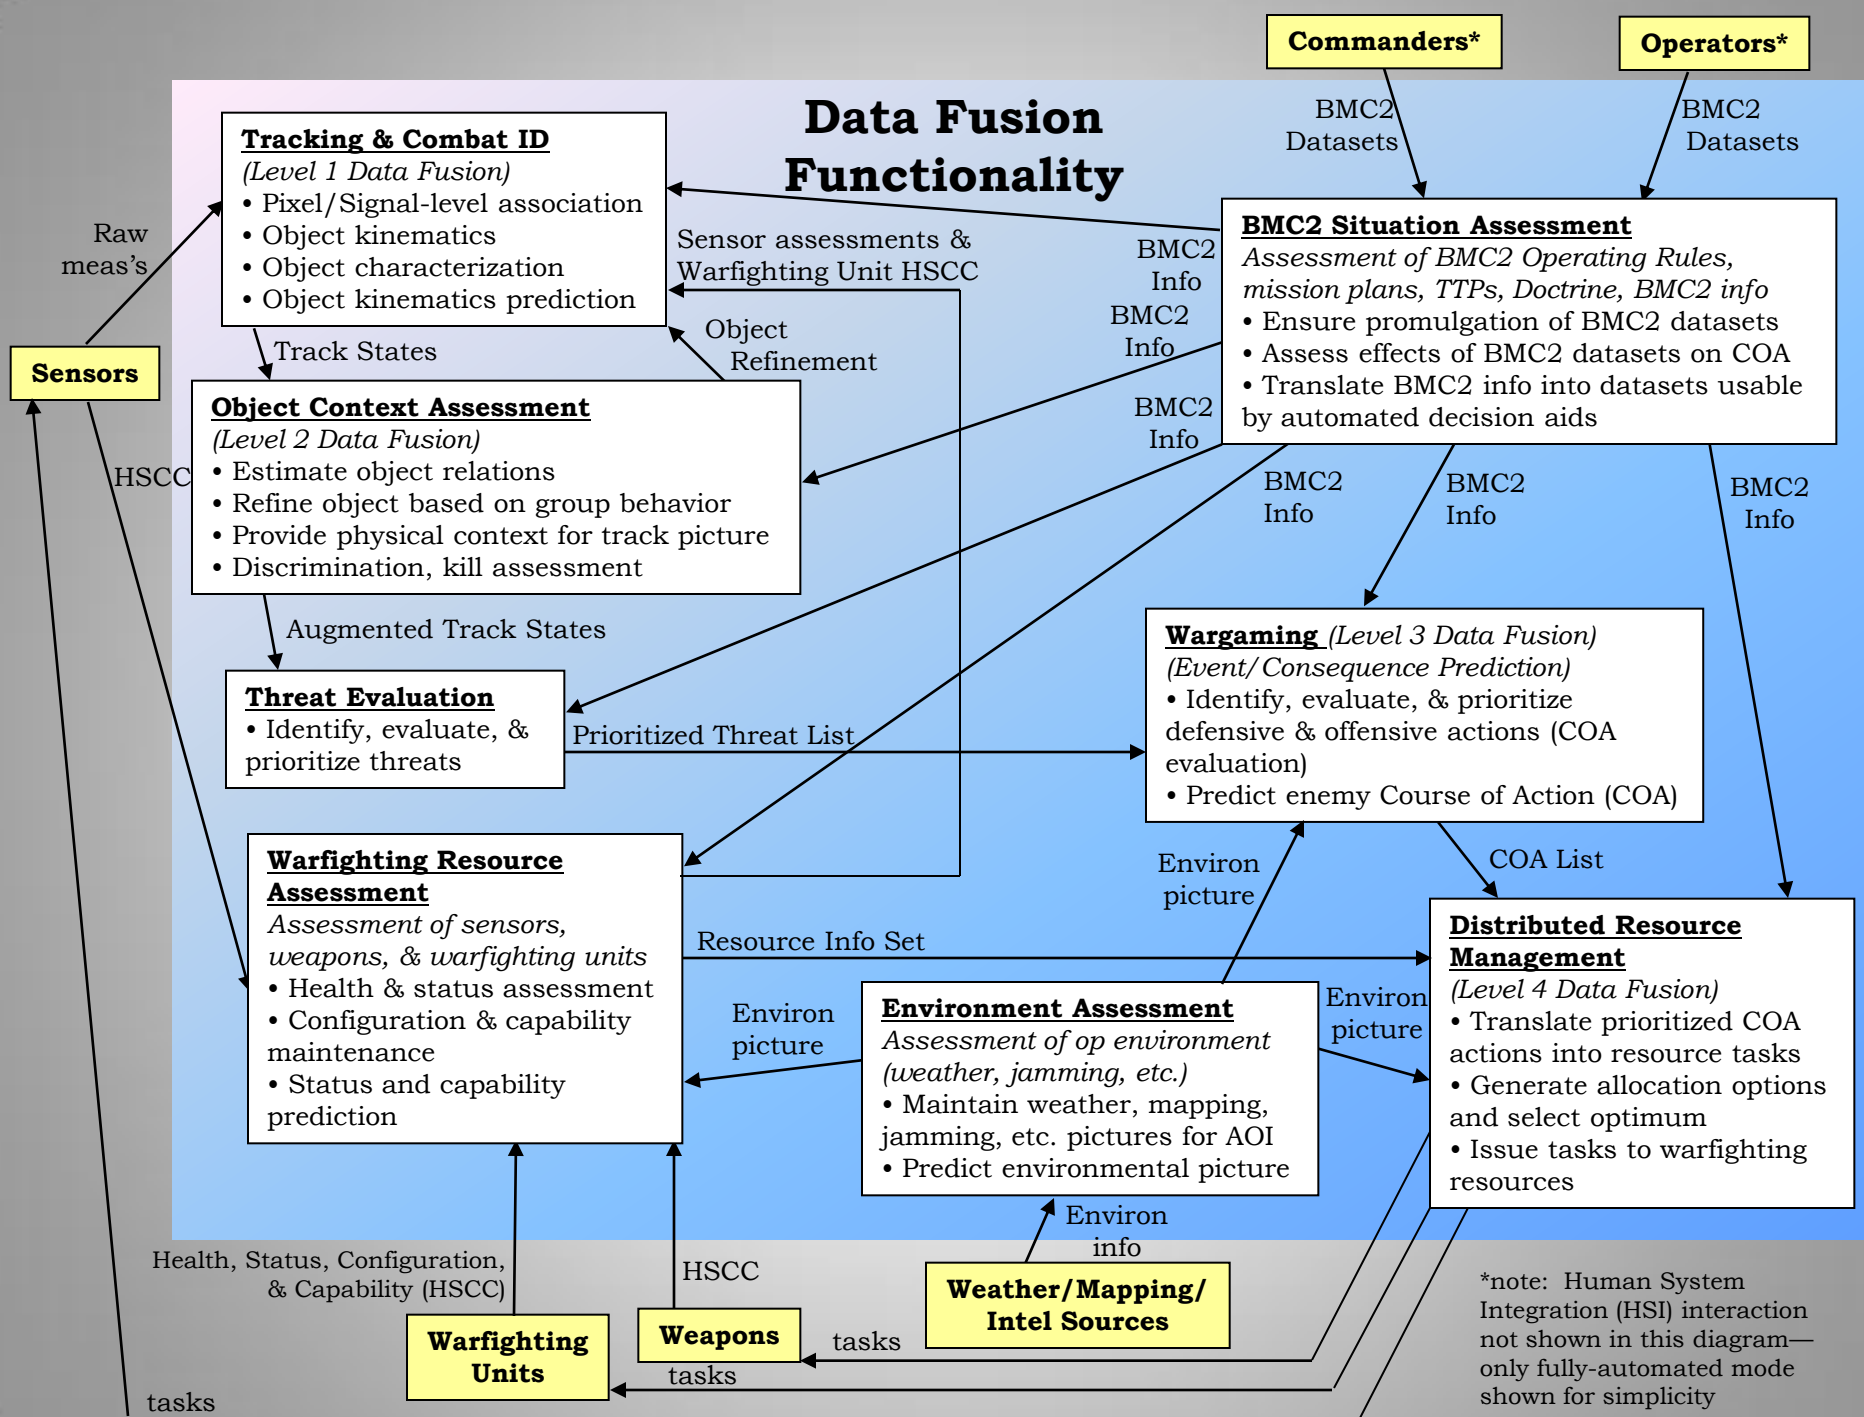 Commanders*
Operators*
Data Fusion
Functionality
BMC2
Datasets
BMC2
Datasets
Tracking & Combat ID
(Level 1 Data Fusion)
• Pixel/Signal-level association
• Object kinematics
• Object characterization
• Object kinematics prediction
Raw
meas's
Sensor assessments &
Warfighting Unit HSCC
BMC2
Info
BMC2
Info
BMC2
Info
BMC2 Situation Assessment
Assessment of BMC2 Operating Rules,
mission plans, TTPs, Doctrine, BMC2 info
• Ensure promulgation of BMC2 datasets
• Assess effects of BMC2 datasets on COA
• Translate BMC2 info into datasets usable
by automated decision aids
Object
Refinement
Track States
Sensors
Object Context Assessment
(Level 2 Data Fusion)
• Estimate object relations
• Refine object based on group behavior
• Provide physical context for track picture
• Discrimination, kill assessment
HSCC
BMC2
Info
BMC2
Info
BMC2
Info
Augmented Track States
Threat Evaluation
• Identify, evaluate, &
prioritize threats
Prioritized Threat List
Wargaming (Level 3 Data Fusion)
(Event/Consequence Prediction)
• Identify, evaluate, & prioritize
defensive & offensive actions (COA
evaluation)
• Predict enemy Course of Action (COA)
Warfighting Resource
Assessment
Assessment of sensors,
weapons, & warfighting units
• Health & status assessment
• Configuration & capability
maintenance
• Status and capability
prediction
Environ
picture
COA List
Resource Info Set
Environ
picture
Environment Assessment
Assessment of op environment
(weather, jamming, etc.)
• Maintain weather, mapping,
jamming, etc. pictures for AOI
• Predict environmental picture
Environ
picture
Distributed Resource
Management
(Level 4 Data Fusion)
• Translate prioritized COA
actions into resource tasks
• Generate allocation options
and select optimum
• Issue tasks to warfighting
resources
Health, Status, Configuration,
& Capability (HSCC)
HSCC
Environ
info
Warfighting
Units
Weapons
Weather/Mapping/
Intel Sources
tasks
tasks
tasks
*note: Human System
Integration (HSI) interaction
not shown in this diagram—
only fully-automated mode
shown for simplicity